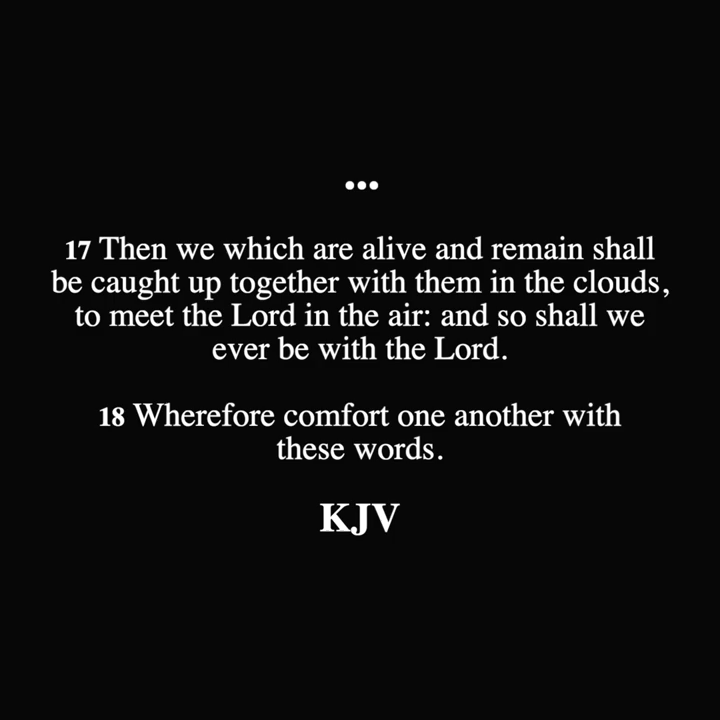 •••
17 Then we which are alive and remain shall
be caught up together with them in the clouds,
to meet the Lord in the air: and so shall we
ever be with the Lord.
18 Wherefore comfort one another with
these words.
KJV